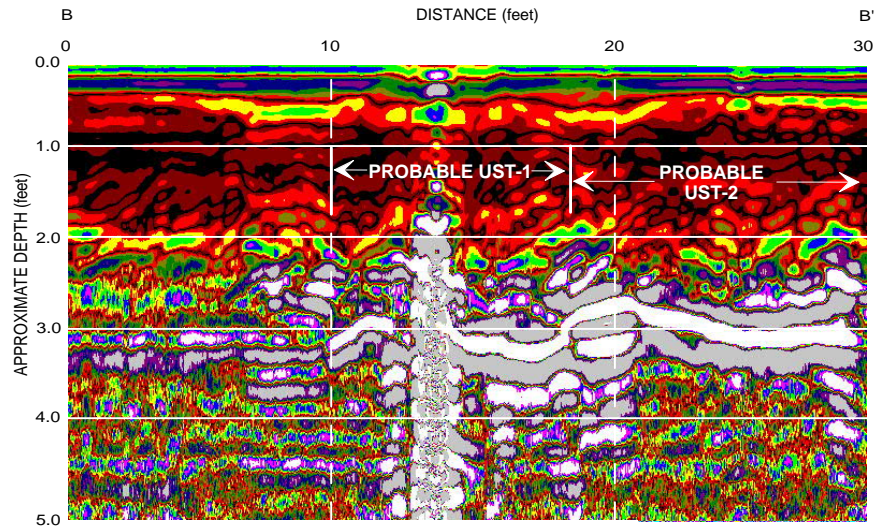 B DISTANCE (feet) B'
0 10 20 30
0.0
1.0
PROBABLE UST-1
PROBABLE
UST-2
2.0
APPROXIMATE DEPTH (feet)
3.0
4.0
5.0